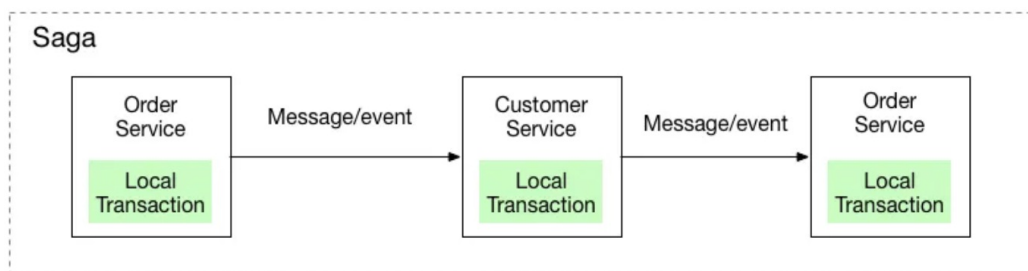 Saga
Order
Service
Local
Transaction
Message/event
Customer
Service
Local
Transaction
Message/event
Order
Service
Local
Transaction